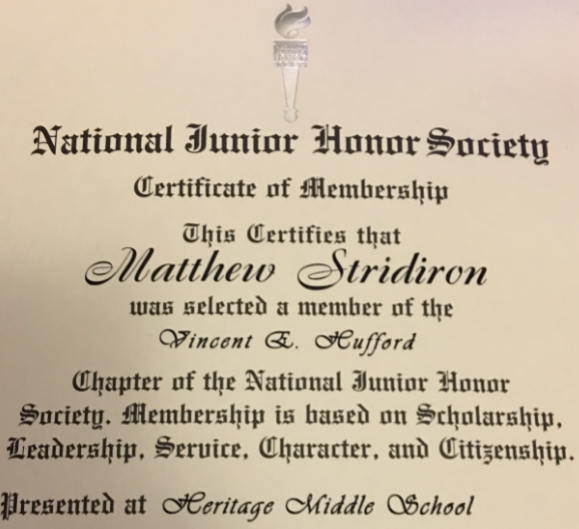 National Junior Honor Society
Certificate of Membership
This Certifies that
Matthew Stridiron
was selected a member of the
Vincent E. Hufford
Chapter of the National Junior Honor
Society. Membership is based on Scholarship,
Leadership, Service, Character, and Citizenship.
Presented at Heritage Middle School